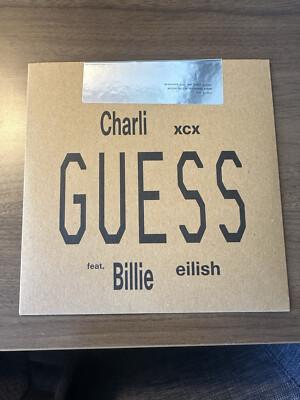 Charli xcx
GUESS
feat. Billie eilish